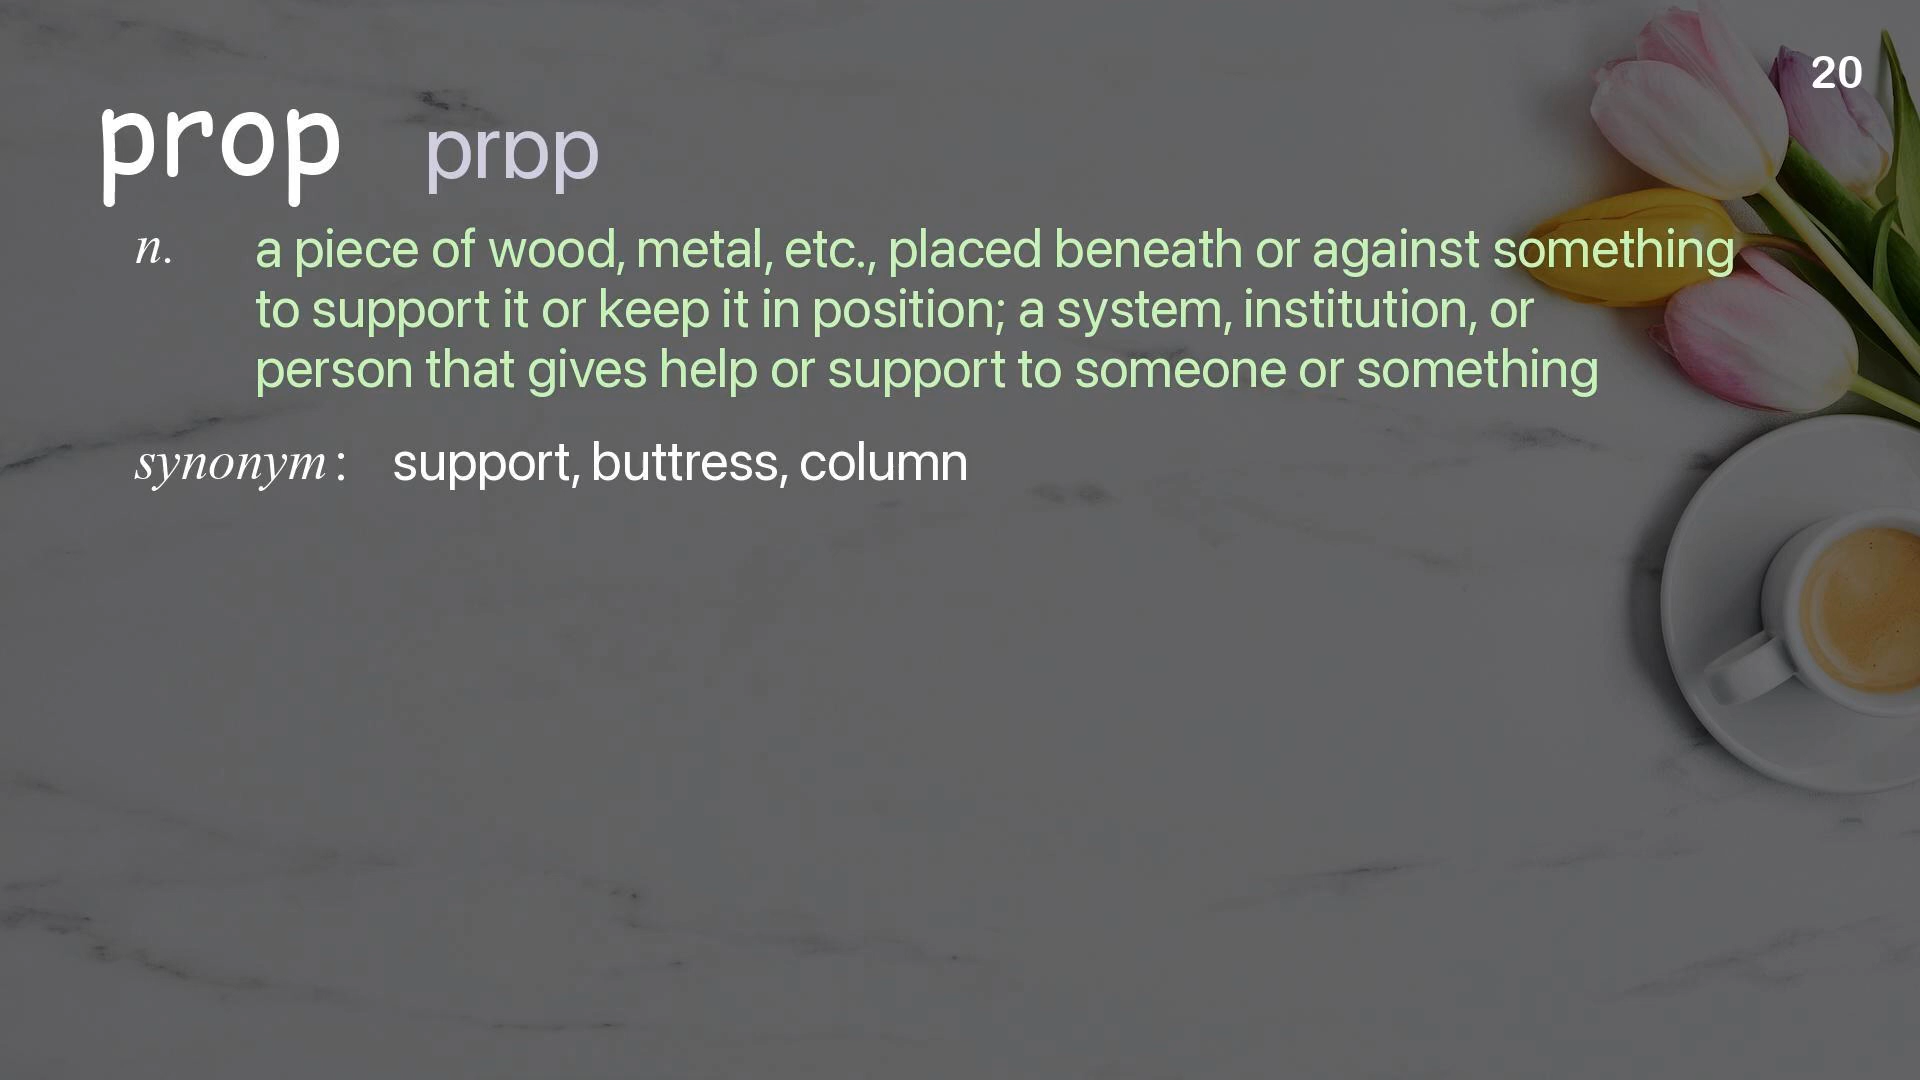 20
prop prɒp
n. a piece of wood, metal, etc., placed beneath or against something
to support it or keep it in position; a system, institution, or
person that gives help or support to someone or something
synonym: support, buttress, column